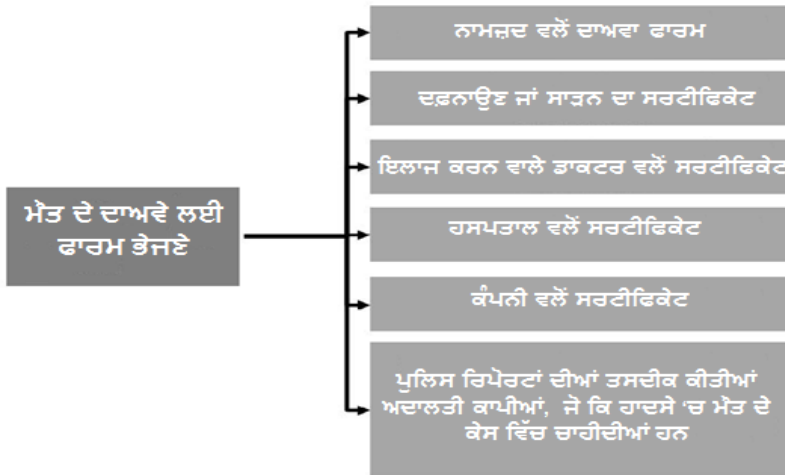 ਨਾਮਜ਼ਦ ਵਲੋਂ ਦਾਅਵਾ ਫਾਰਮ
ਦਫ਼ਨਾਉਣ ਜਾਂ ਸਾੜਨ ਦਾ ਸਰਟੀਫਿਕੇਟ
ਇਲਾਜ ਕਰਨ ਵਾਲੇ ਡਾਕਟਰ ਵਲੋਂ ਸਰਟੀਫਿਕੇਟ
ਮੌਤ ਦੇ ਦਾਅਵੇ ਲਈ
ਫਾਰਮ ਭੇਜਣੇ
ਹਸਪਤਾਲ ਵਲੋਂ ਸਰਟੀਫਿਕੇਟ
ਕੰਪਨੀ ਵਲੋਂ ਸਰਟੀਫਿਕੇਟ
ਪੁਲਿਸ ਰਿਪੋਰਟਾਂ ਦੀਆਂ ਤਸਦੀਕ ਕੀਤੀਆਂ
ਅਦਾਲਤੀ ਕਾਪੀਆਂ, ਜੋ ਕਿ ਹਾਦਸੇ ‘ਚ ਮੌਤ ਦੇ
ਕੇਸ ਵਿੱਚ ਚਾਹੀਦੀਆਂ ਹਨ